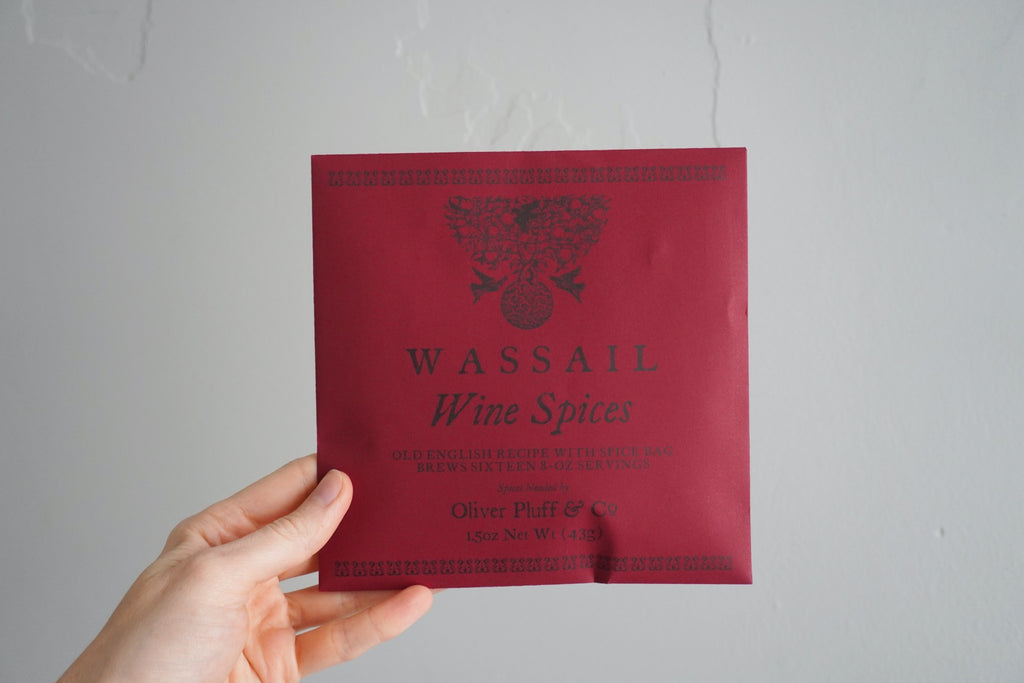 WASSAIL
Wine Spices
OLD ENGLISH RECIPE WITH SPICE BAG
BREWS SIXTEEN 8-OZ SERVINGS
Spices blended by
Oliver Pluff & Co
1.5oz Net Wt (43g)